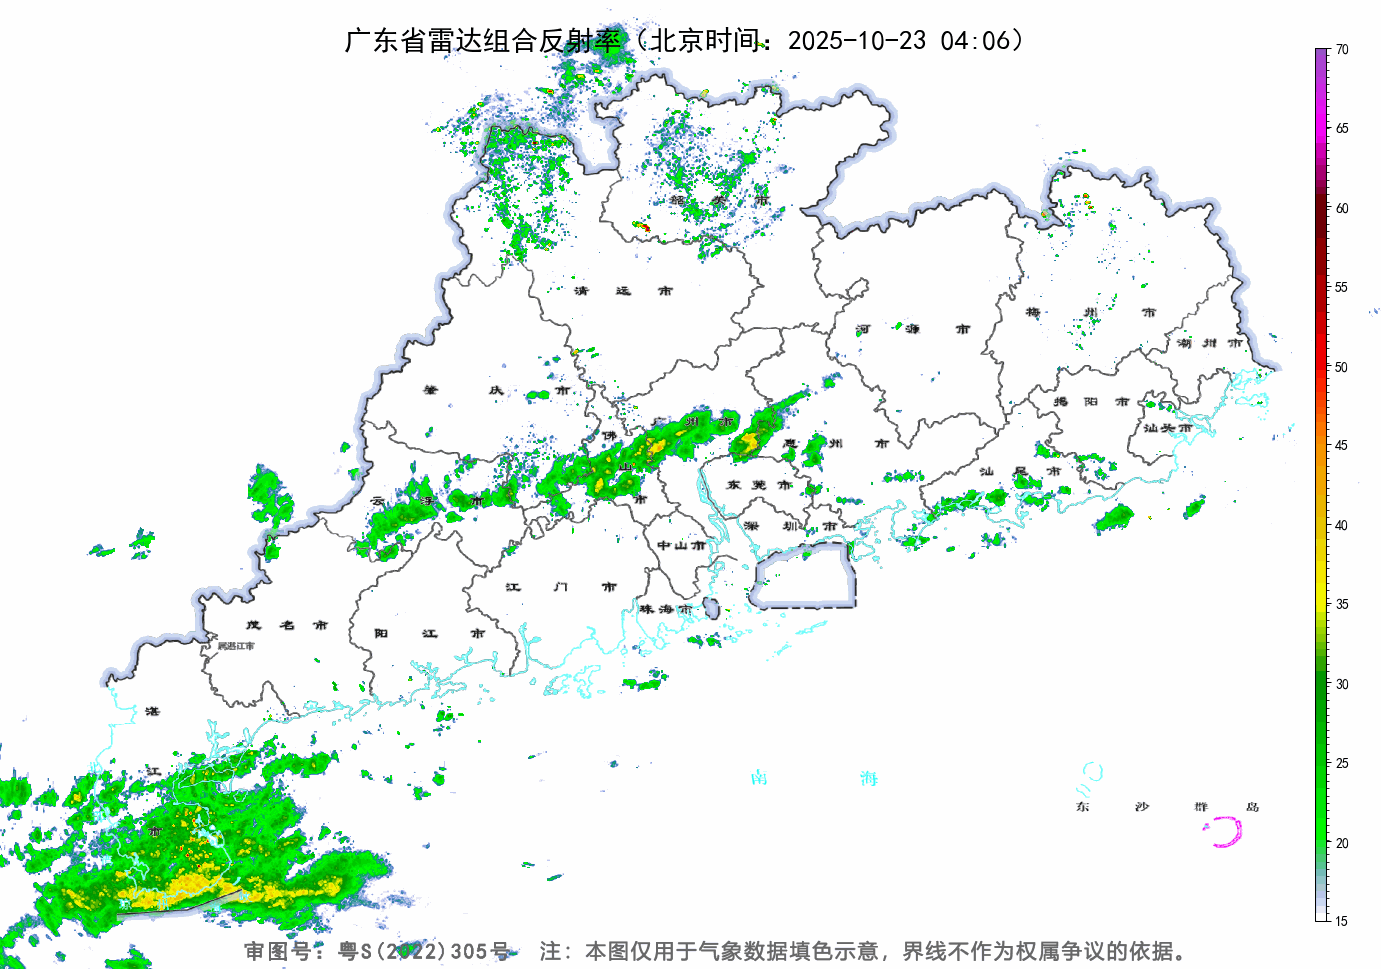 广东省雷达组合反射率（北京时间：2025-10-23 04:06）
70
65
60
55
50
45
40
35
30
25
20
15
韶关市
清远市
河源市
梅州市
潮州市
肇庆市
广州市
佛山市
惠州市
揭阳市
汕头市
汕尾市
云浮市
东莞市
深圳市
中山市
江门市
珠海市
茂名市
属湛江市
阳江市
湛江市
南海
东沙群岛
审图号：粤S(2022)305号 注：本图仅用于气象数据填色示意，界线不作为权属争议的依据。